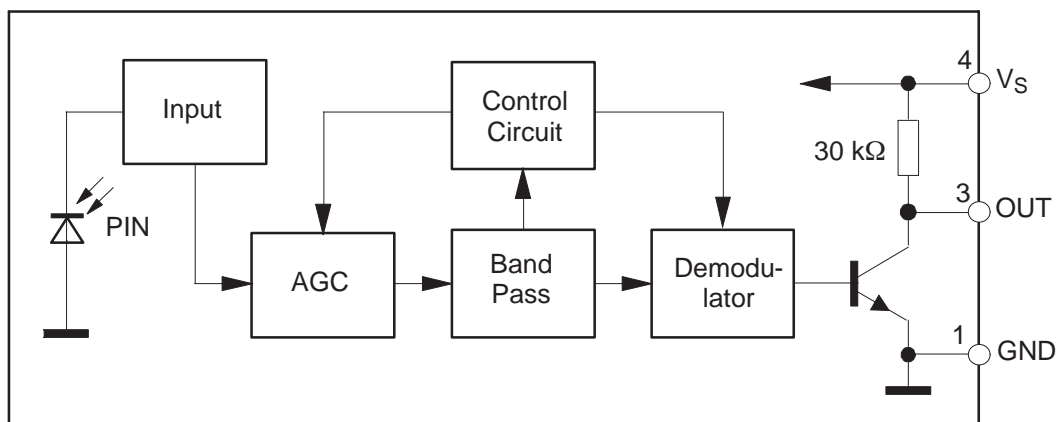 4
V_S
Input
Control
Circuit
30 kΩ
3
OUT
PIN
AGC
Band
Pass
Demodu-
lator
1
GND